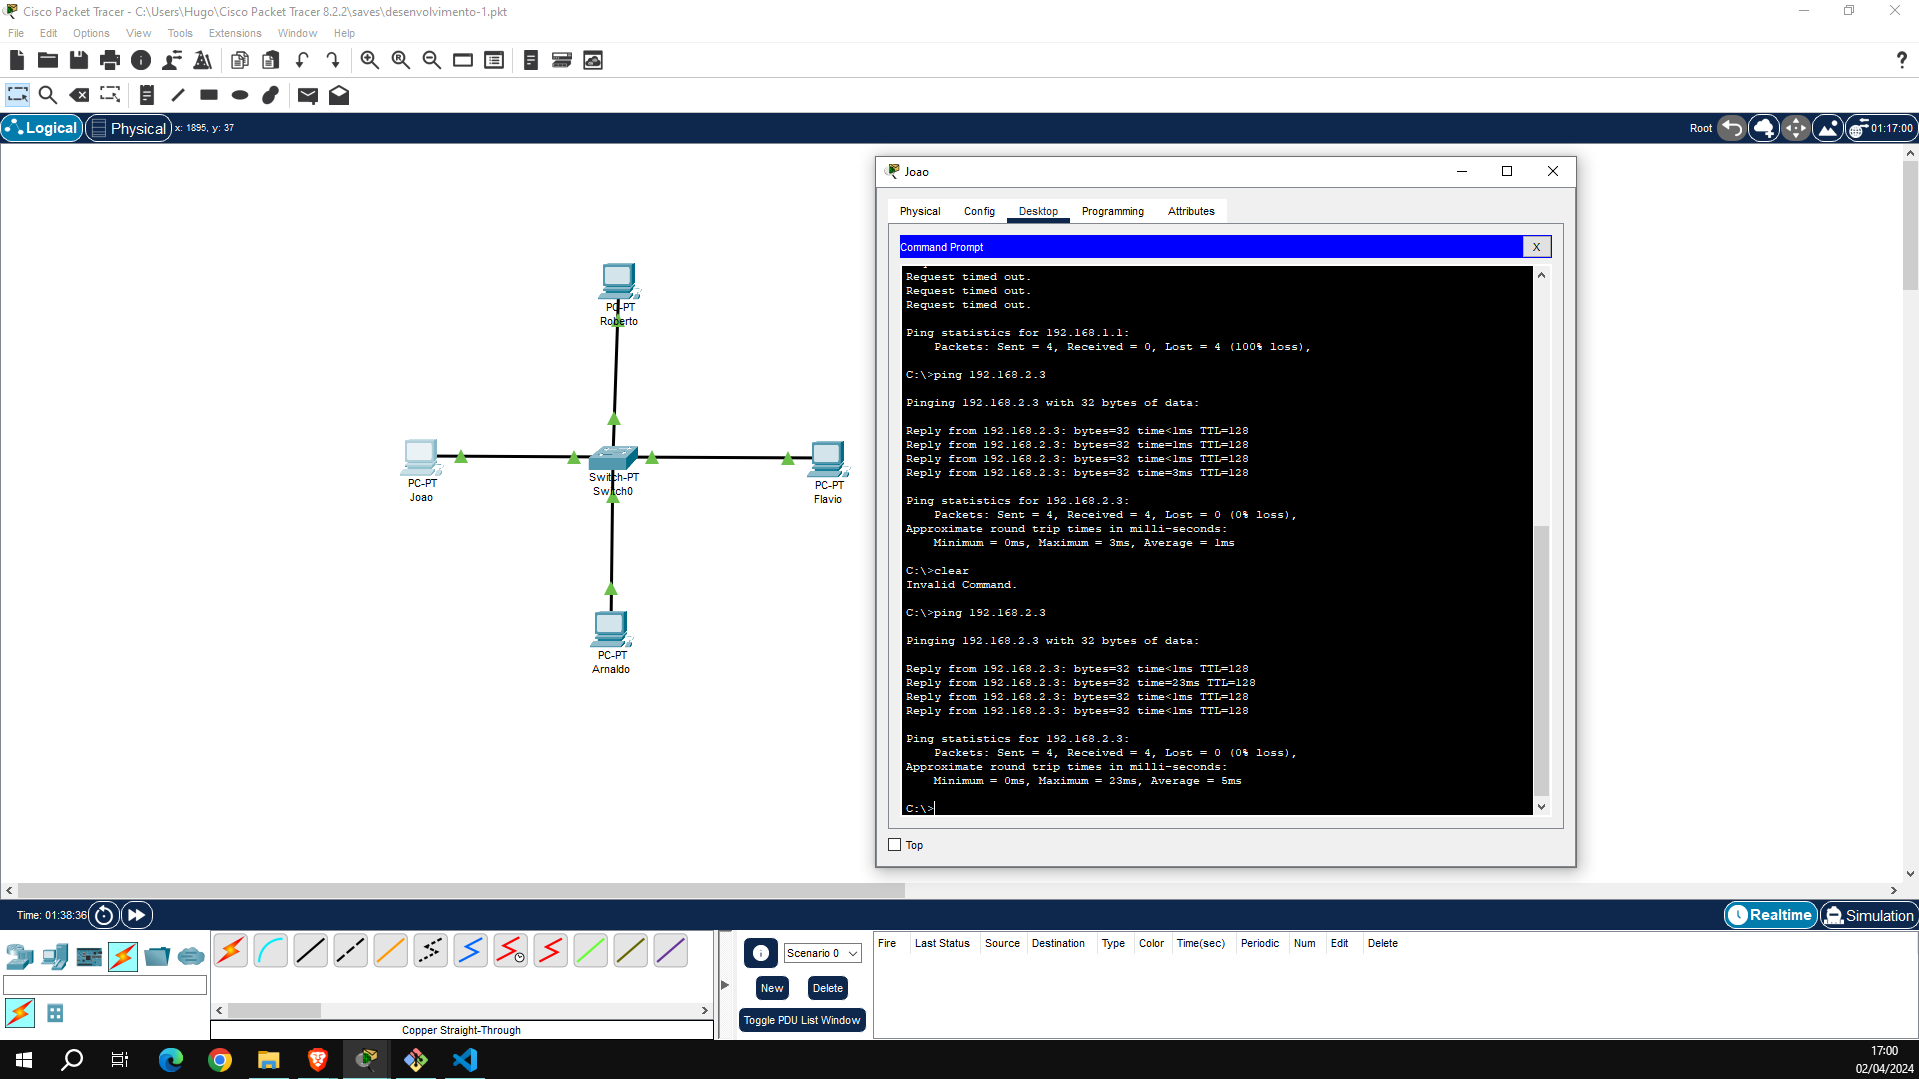 Cisco Packet Tracer - C:\Users\Hugo\Cisco Packet Tracer 8.2.2\saves\desenvolvimento-1.pkt
File Edit Options View Tools Extensions Window Help
Logical Physical x: 1895, y: 37 Root 01:17:00
PC-PT
Roberto
PC-PT
Joao
Switch-PT
Switch0
PC-PT
Flavio
PC-PT
Arnaldo
Joao
Physical Config Desktop Programming Attributes
Command Prompt X
Request timed out.
Request timed out.
Request timed out.
Ping statistics for 192.168.1.1:
Packets: Sent = 4, Received = 0, Lost = 4 (100% loss),
C:\>ping 192.168.2.3
Pinging 192.168.2.3 with 32 bytes of data:
Reply from 192.168.2.3: bytes=32 time<1ms TTL=128
Reply from 192.168.2.3: bytes=32 time=1ms TTL=128
Reply from 192.168.2.3: bytes=32 time<1ms TTL=128
Reply from 192.168.2.3: bytes=32 time=3ms TTL=128
Ping statistics for 192.168.2.3:
Packets: Sent = 4, Received = 4, Lost = 0 (0% loss),
Approximate round trip times in milli-seconds:
Minimum = 0ms, Maximum = 3ms, Average = 1ms
C:\>clear
Invalid Command.
C:\>ping 192.168.2.3
Pinging 192.168.2.3 with 32 bytes of data:
Reply from 192.168.2.3: bytes=32 time<1ms TTL=128
Reply from 192.168.2.3: bytes=32 time=23ms TTL=128
Reply from 192.168.2.3: bytes=32 time<1ms TTL=128
Reply from 192.168.2.3: bytes=32 time<1ms TTL=128
Ping statistics for 192.168.2.3:
Packets: Sent = 4, Received = 4, Lost = 0 (0% loss),
Approximate round trip times in milli-seconds:
Minimum = 0ms, Maximum = 23ms, Average = 5ms
C:\>
Top
Time: 01:38:36 Realtime Simulation
Scenario 0
New Delete
Toggle PDU List Window
Fire Last Status Source Destination Type Color Time(sec) Periodic Num Edit Delete
Copper Straight-Through
17:00
02/04/2024